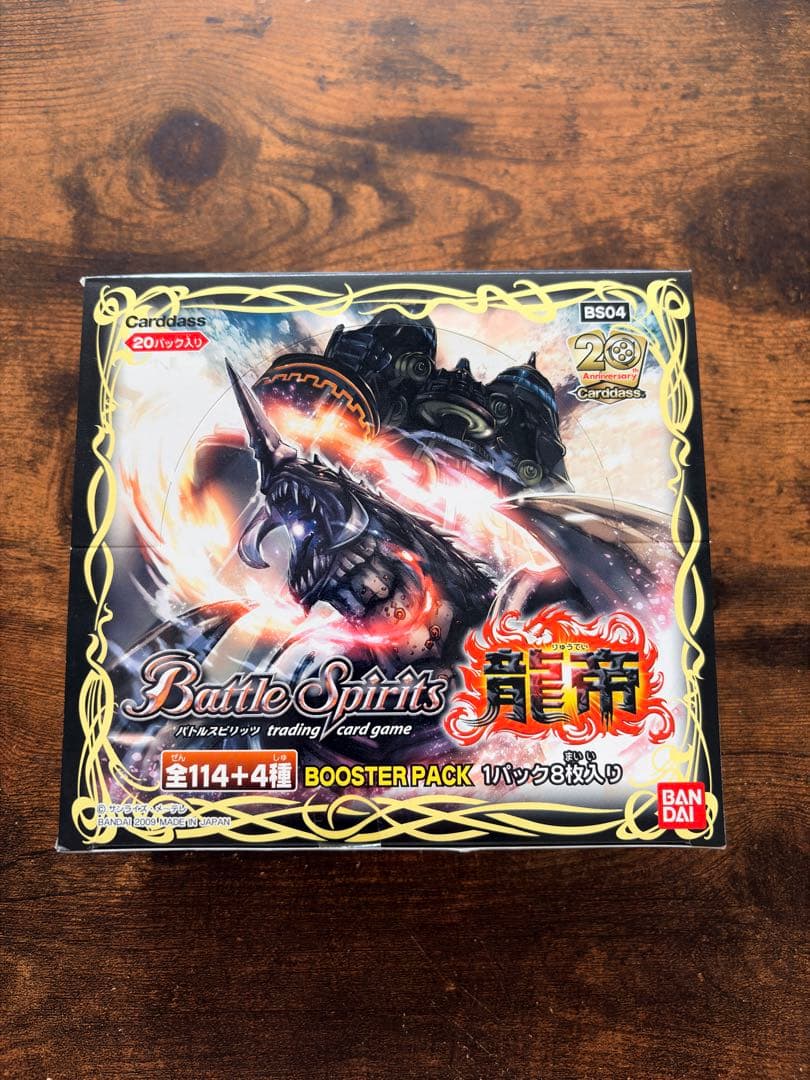 Carddass
20パック入り
BS04
20th
Anniversary
Carddass
Battle Spirits
バトルスピリッツ trading card game
りゅうてい
龍帝
ぜん しゅ
全114+4種
BOOSTER PACK
まいい
1パック8枚入り
© サンライズ・メ〜テレ
BANDAI 2009 MADE IN JAPAN
BAN
DAI